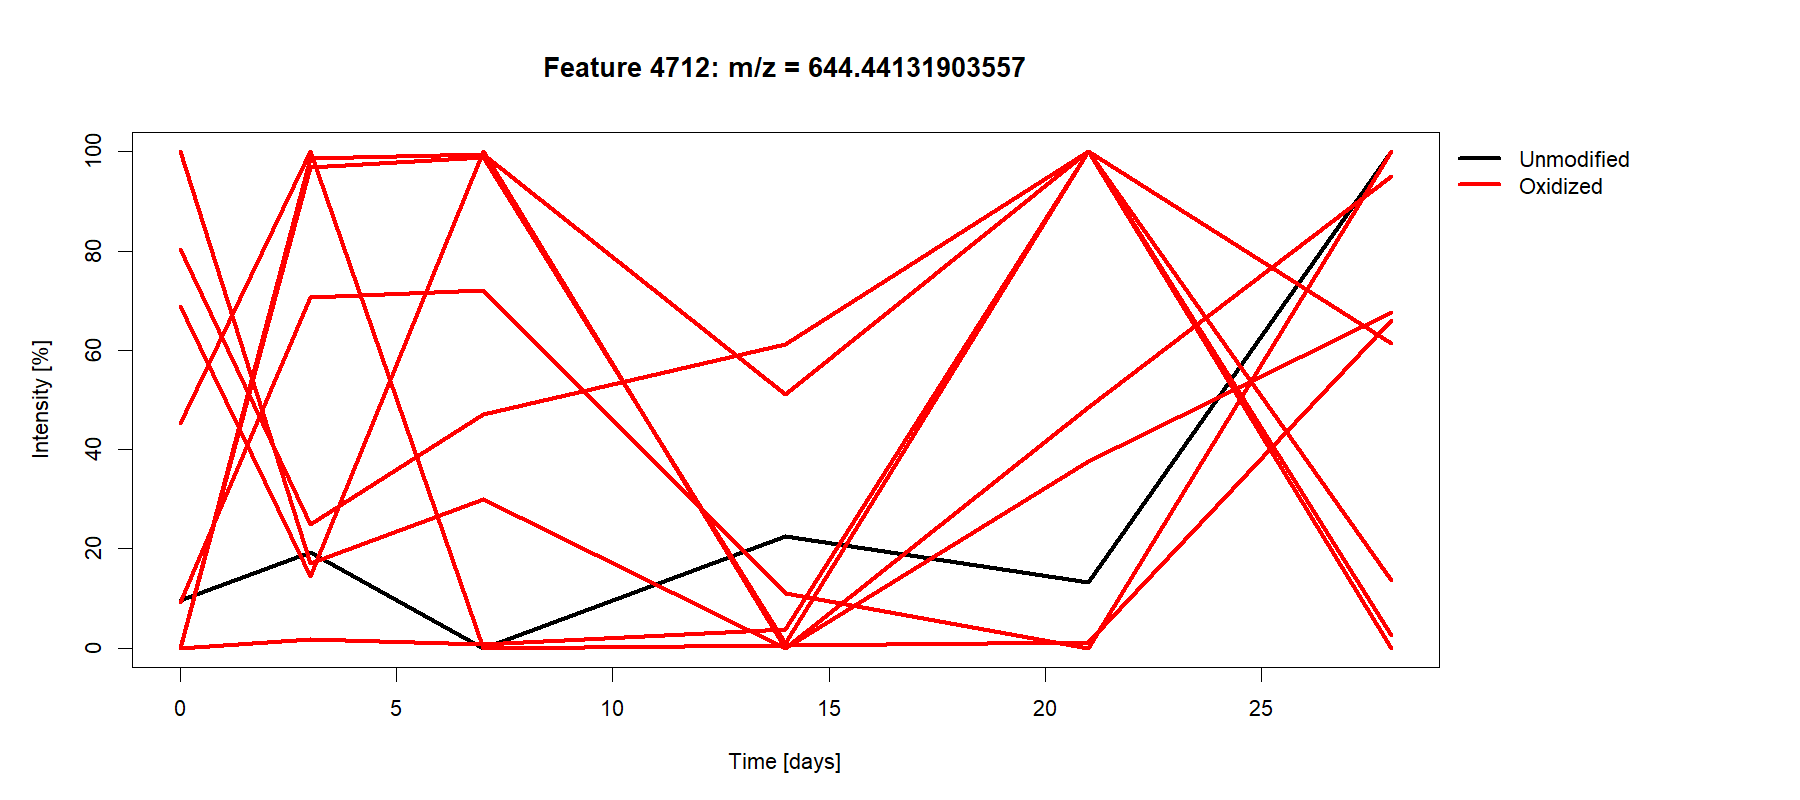 Feature 4712: m/z = 644.44131903557
100
80
60
40
20
0
Intensity [%]
0 5 10 15 20 25
Time [days]
Unmodified
Oxidized